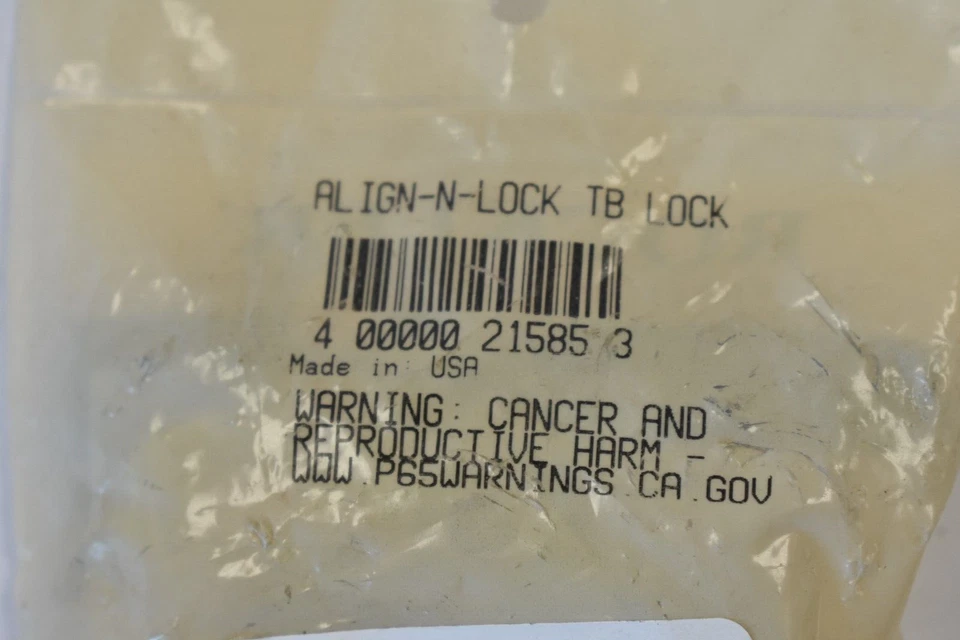 ALIGN-N-LOCK TB LOCK
4 00000 21585 3
Made in: USA
WARNING: CANCER AND
REPRODUCTIVE HARM -
WWW.P65WARNINGS.CA.GOV